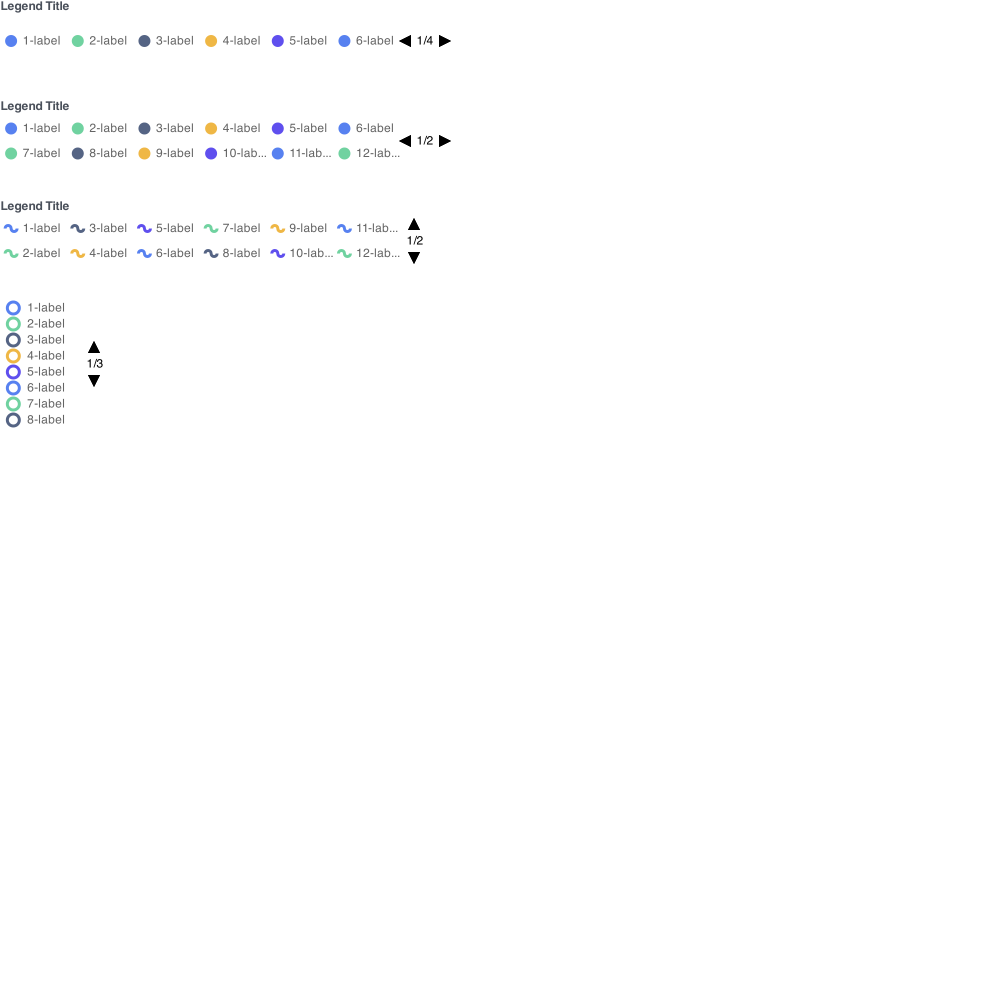 Legend Title
1-label 2-label 3-label 4-label 5-label 6-label 1/4
Legend Title
1-label 2-label 3-label 4-label 5-label 6-label
7-label 8-label 9-label 10-lab... 11-lab... 12-lab...
1/2
Legend Title
1-label 3-label 5-label 7-label 9-label 11-lab...
2-label 4-label 6-label 8-label 10-lab... 12-lab...
1/2
1-label
2-label
3-label
4-label
5-label
6-label
7-label
8-label
1/3